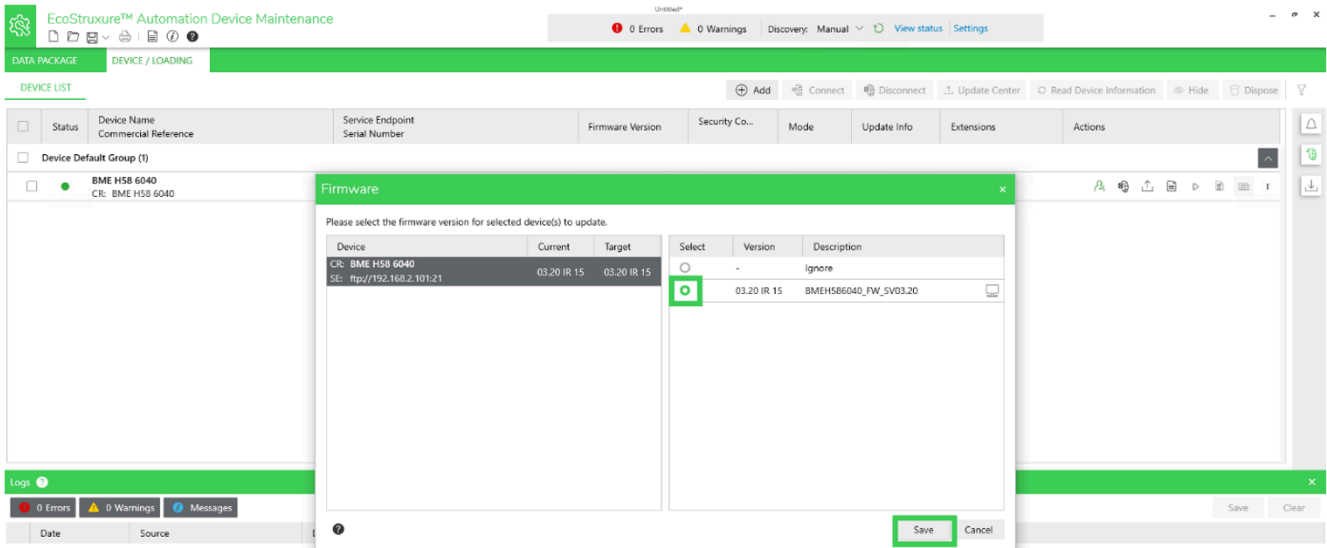 Untitled*
EcoStruxure™ Automation Device Maintenance
0 Errors 0 Warnings Discovery: Manual View status Settings
DATA PACKAGE DEVICE / LOADING
DEVICE LIST
Add Connect Disconnect Update Center Read Device Information Hide Dispose
Status Device Name Commercial Reference Service Endpoint Serial Number Firmware Version Security Co... Mode Update Info Extensions Actions
Device Default Group (1)
BME H58 6040
CR: BME H58 6040
Firmware
Please select the firmware version for selected device(s) to update.
Device Current Target Select Version Description
CR: BME H58 6040 03.20 IR 15 03.20 IR 15
SE: ftp://192.168.2.101:21
- Ignore
03.20 IR 15 BMEH586040_FW_SV03.20
Save Cancel
Logs
0 Errors 0 Warnings Messages Save Clear
Date Source